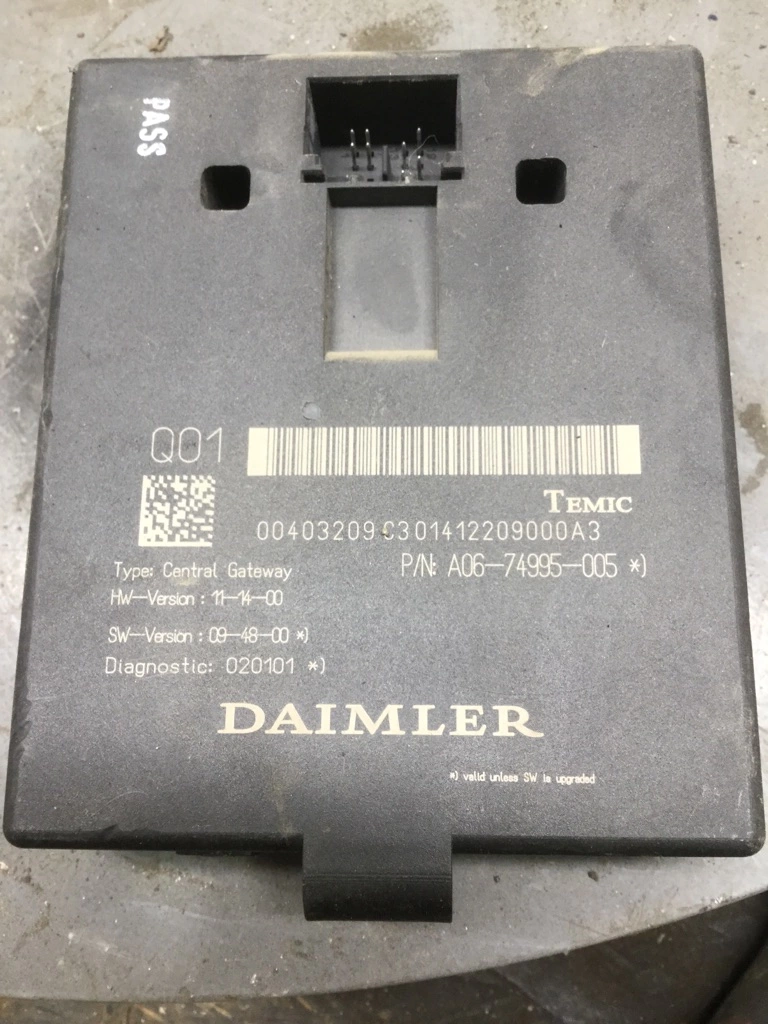 PASS
Q01
TEMIC
00403209C301412209000A3
Type: Central Gateway
P/N: A06-74995-005 *)
HW-Version : 11-14-00
SW-Version : 09-48-00 *)
Diagnostic: 020101 *)
DAIMLER
*) valid unless SW is upgraded